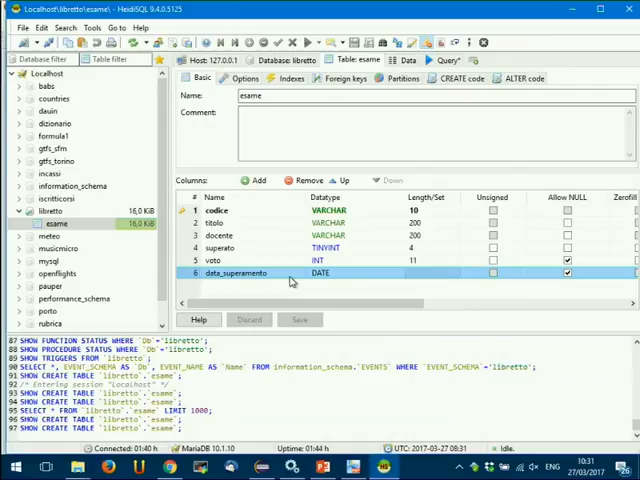 Localhost\libretto\esame\ - HeidiSQL 9.4.0.5125
File Edit Search Tools Go to Help
Database filter Table filter Host: 127.0.0.1 Database: libretto Table: esame Data Query*
Localhost
babs
countries
dauin
dizionario
formula1
gtfs_sfm
gtfs_torino
incassi
information_schema
iscritticorsi
libretto 16,0 KiB
esame 16,0 KiB
meteo
musicmicro
mysql
openflights
pauper
performance_schema
porto
rubrica
Basic Options Indexes Foreign keys Partitions CREATE code ALTER code
Name: esame
Comment:
Columns: Add Remove Up Down
# Name Datatype Length/Set Unsigned Allow NULL Zerofill
1 codice VARCHAR 10
2 titolo VARCHAR 200
3 docente VARCHAR 200
4 superato TINYINT 4
5 voto INT 11
6 data_superamento DATE
Help Discard Save
87 SHOW FUNCTION STATUS WHERE `Db`='libretto';
88 SHOW PROCEDURE STATUS WHERE `Db`='libretto';
89 SHOW TRIGGERS FROM `libretto`;
90 SELECT *, EVENT_SCHEMA AS `Db`, EVENT_NAME AS `Name` FROM information_schema.`EVENTS` WHERE `EVENT_SCHEMA`='libretto';
91 SHOW CREATE TABLE `libretto`.`esame`;
92 /* Entering session "Localhost" */
93 SHOW CREATE TABLE `libretto`.`esame`;
94 SHOW CREATE TABLE `libretto`.`esame`;
95 SELECT * FROM `libretto`.`esame` LIMIT 1000;
96 SHOW CREATE TABLE `libretto`.`esame`;
97 SHOW CREATE TABLE `libretto`.`esame`;
Connected: 01:40 h MariaDB 10.1.10 Uptime: 01:44 h UTC: 2017-03-27 08:31 Idle.
10:31
27/03/2017